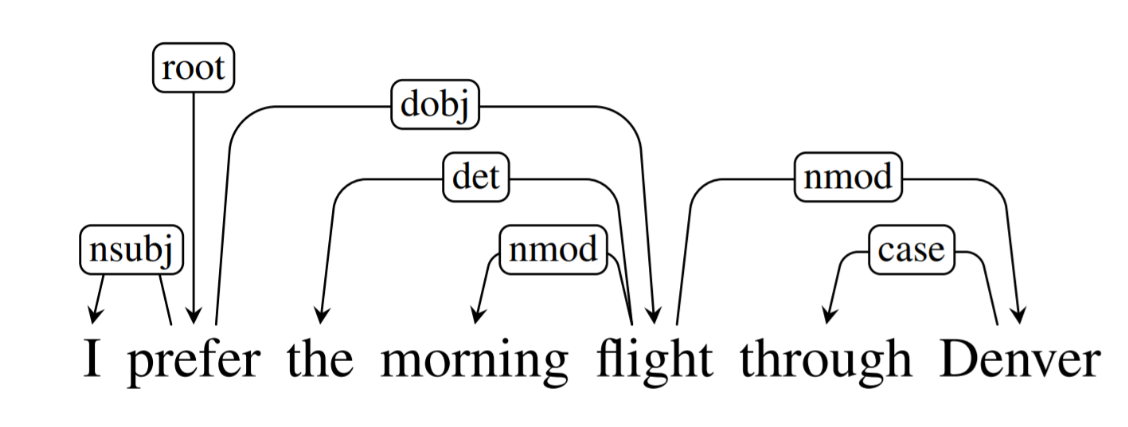 root
dobj
det
nmod
nsubj
nmod
case
I prefer the morning flight through Denver